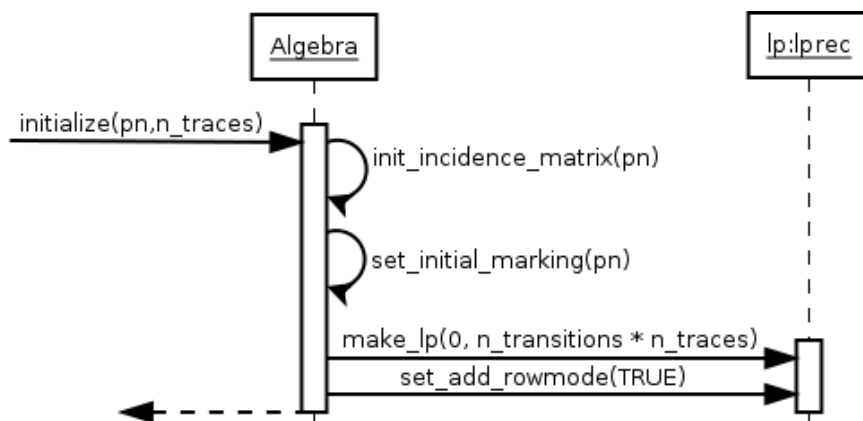 Algebra
lp:lprec
initialize(pn,n_traces)
init_incidence_matrix(pn)
set_initial_marking(pn)
make_lp(0, n_transitions * n_traces)
set_add_rowmode(TRUE)